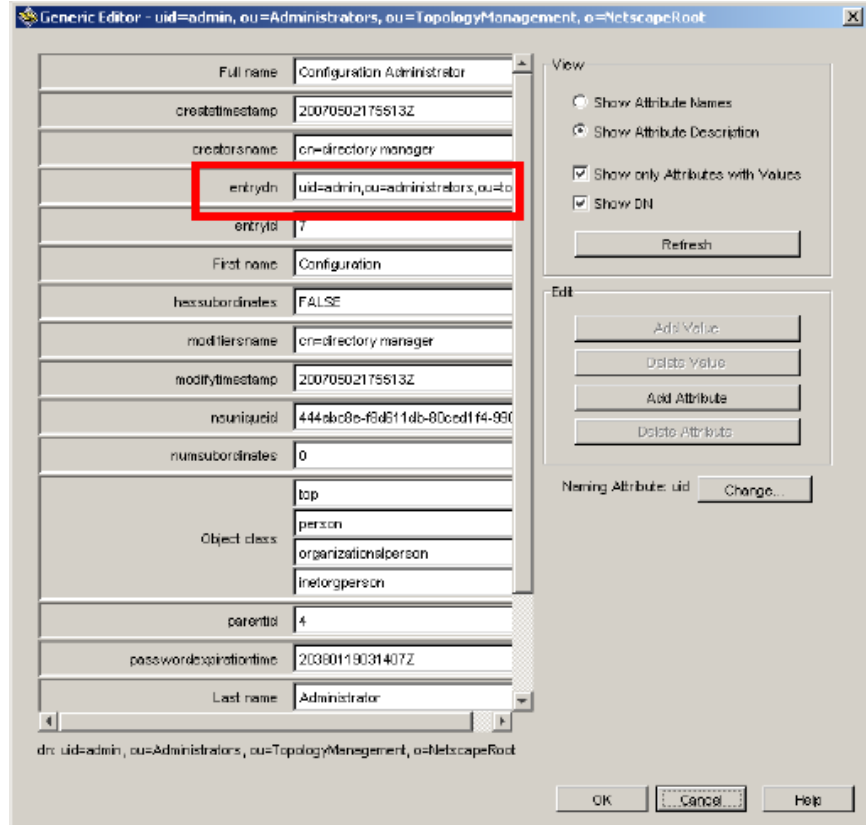 Generic Editor - uid=admin, ou=Administrators, ou=TopologyManagement, o=NetscapeRoot
Full name Configuration Administrator
createtimestamp 20070502175513Z
creatorsname cn=directory manager
entrydn uid=admin,ou=administrators,ou=to
entryid 7
First name Configuration
hassubordinates FALSE
modifiersname cn=directory manager
modifytimestamp 20070502175513Z
nsuniqueid
numsubordinates 0
Object class
top
person
organizationalperson
inetorgperson
parentid 4
passwordexpirationtime 20380119031407Z
Last name Administrator
dn: uid=admin, ou=Administrators, ou=TopologyManagement, o=NetscapeRoot
View
Show Attribute Names
Show Attribute Description
Show only Attributes with Values
Show DN
Refresh
Edit
Add Value
Delete Value
Add Attribute
Delete Attribute
Naming Attribute: uid Change...
OK Cancel Help